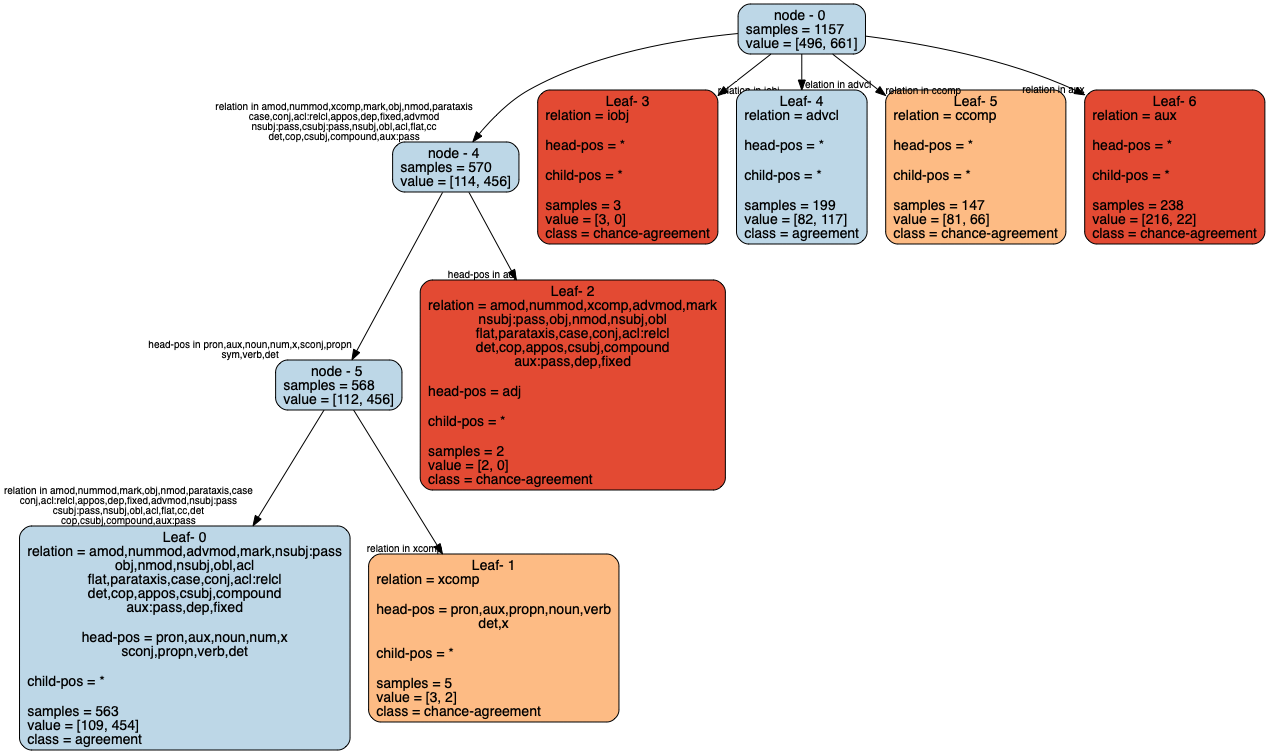 node - 0
samples = 1157
value = [496, 661]
relation in amod,nummod,xcomp,mark,obj,nmod,parataxis
case,conj,acl:relcl,appos,dep,fixed,advmod
nsubj:pass,csubj:pass,nsubj,obl,acl,flat,cc
det,cop,csubj,compound,aux:pass
relation in iobj
relation in advcl
relation in ccomp
relation in aux
node - 4
samples = 570
value = [114, 456]
Leaf- 3
relation = iobj
head-pos = *
child-pos = *
samples = 3
value = [3, 0]
class = chance-agreement
Leaf- 4
relation = advcl
head-pos = *
child-pos = *
samples = 199
value = [82, 117]
class = agreement
Leaf- 5
relation = ccomp
head-pos = *
child-pos = *
samples = 147
value = [81, 66]
class = chance-agreement
Leaf- 6
relation = aux
head-pos = *
child-pos = *
samples = 238
value = [216, 22]
class = chance-agreement
head-pos in pron,aux,noun,num,x,sconj,propn
sym,verb,det
head-pos in adj
node - 5
samples = 568
value = [112, 456]
Leaf- 2
relation = amod,nummod,xcomp,advmod,mark
nsubj:pass,obj,nmod,nsubj,obl
flat,parataxis,case,conj,acl:relcl
det,cop,appos,csubj,compound
aux:pass,dep,fixed
head-pos = adj
child-pos = *
samples = 2
value = [2, 0]
class = chance-agreement
relation in amod,nummod,mark,obj,nmod,parataxis,case
conj,acl:relcl,appos,dep,fixed,advmod,nsubj:pass
csubj:pass,nsubj,obl,acl,flat,cc,det
cop,csubj,compound,aux:pass
relation in xcomp
Leaf- 0
relation = amod,nummod,advmod,mark,nsubj:pass
obj,nmod,nsubj,obl,acl
flat,parataxis,case,conj,acl:relcl
det,cop,appos,csubj,compound
aux:pass,dep,fixed
head-pos = pron,aux,noun,num,x
sconj,propn,verb,det
child-pos = *
samples = 563
value = [109, 454]
class = agreement
Leaf- 1
relation = xcomp
head-pos = pron,aux,propn,noun,verb
det,x
child-pos = *
samples = 5
value = [3, 2]
class = chance-agreement